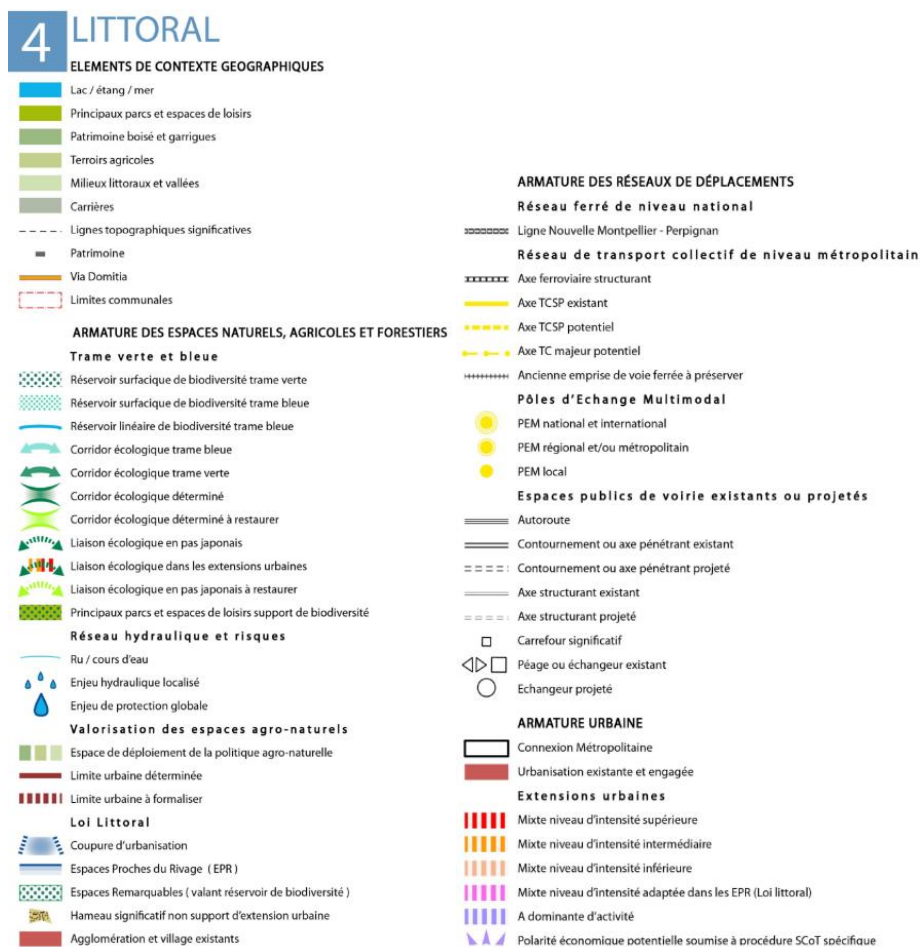 4 LITTORAL
ELEMENTS DE CONTEXTE GEOGRAPHIQUES
Lac / étang / mer
Principaux parcs et espaces de loisirs
Patrimoine boisé et garrigues
Terroirs agricoles
Milieux littoraux et vallées
Carrières
Lignes topographiques significatives
Patrimoine
Via Domitia
Limites communales
ARMATURE DES ESPACES NATURELS, AGRICOLES ET FORESTIERS
Trame verte et bleue
Réservoir surfacique de biodiversité trame verte
Réservoir surfacique de biodiversité trame bleue
Réservoir linéaire de biodiversité trame bleue
Corridor écologique trame bleue
Corridor écologique trame verte
Corridor écologique déterminé
Corridor écologique déterminé à restaurer
Liaison écologique en pas japonais
Liaison écologique dans les extensions urbaines
Liaison écologique en pas japonais à restaurer
Principaux parcs et espaces de loisirs support de biodiversité
Réseau hydraulique et risques
Ru / cours d'eau
Enjeu hydraulique localisé
Enjeu de protection globale
Valorisation des espaces agro-naturels
Espace de déploiement de la politique agro-naturelle
Limite urbaine déterminée
Limite urbaine à formaliser
Loi Littoral
Coupure d'urbanisation
Espaces Proches du Rivage ( EPR )
Espaces Remarquables ( valant réservoir de biodiversité )
Hameau significatif non support d'extension urbaine
Agglomération et village existants
ARMATURE DES RÉSEAUX DE DÉPLACEMENTS
Réseau ferré de niveau national
Ligne Nouvelle Montpellier - Perpignan
Réseau de transport collectif de niveau métropolitain
Axe ferroviaire structurant
Axe TCSP existant
Axe TCSP potentiel
Axe TC majeur potentiel
Ancienne emprise de voie ferrée à préserver
Pôles d'Echange Multimodal
PEM national et international
PEM régional et/ou métropolitain
PEM local
Espaces publics de voirie existants ou projetés
Autoroute
Contournement ou axe pénétrant existant
Contournement ou axe pénétrant projeté
Axe structurant existant
Axe structurant projeté
Carrefour significatif
Péage ou échangeur existant
Echangeur projeté
ARMATURE URBAINE
Connexion Métropolitaine
Urbanisation existante et engagée
Extensions urbaines
Mixte niveau d'intensité supérieure
Mixte niveau d'intensité intermédiaire
Mixte niveau d'intensité inférieure
Mixte niveau d'intensité adaptée dans les EPR (Loi littoral)
A dominante d'activité
Polarité économique potentielle soumise à procédure SCoT spécifique